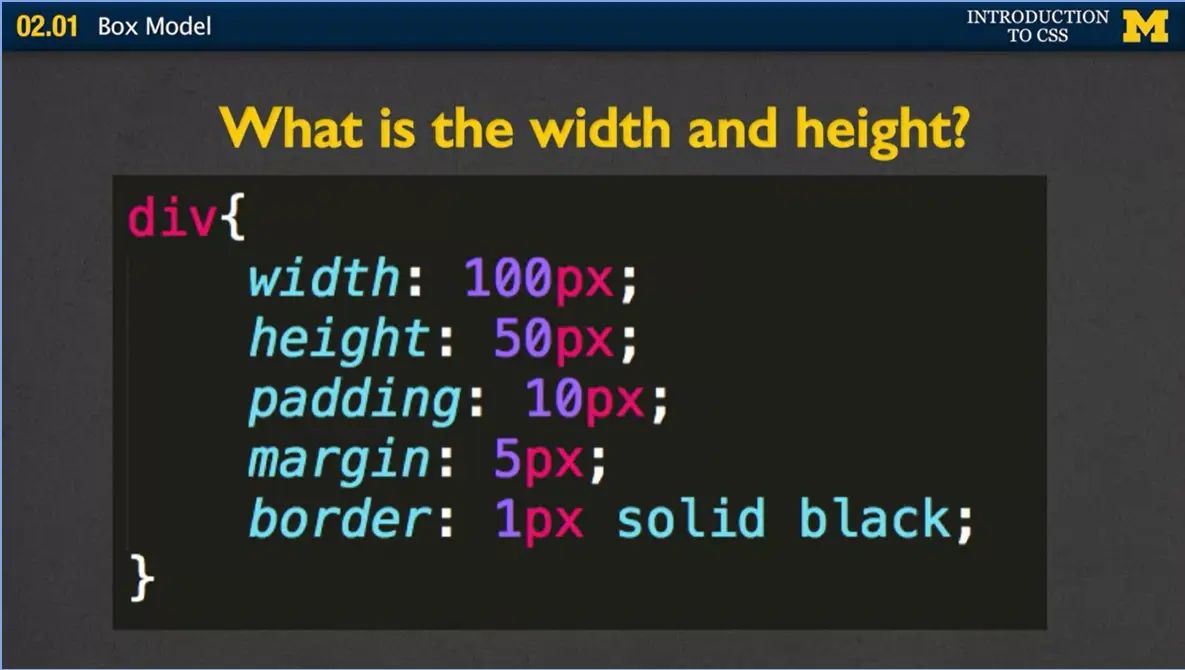 02.01 Box Model
INTRODUCTION
TO CSS
M
What is the width and height?
div{
width: 100px;
height: 50px;
padding: 10px;
margin: 5px;
border: 1px solid black;
}